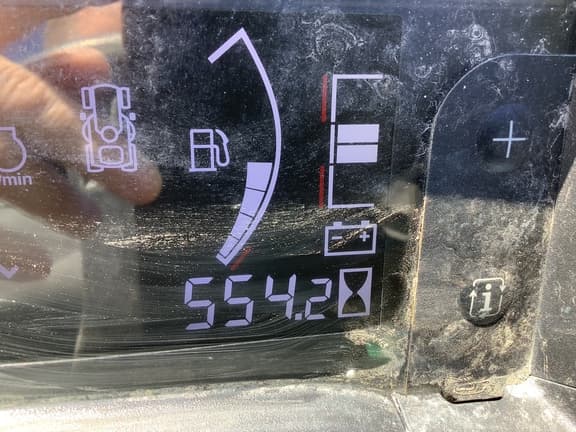 /min
+
- +
i
554.2